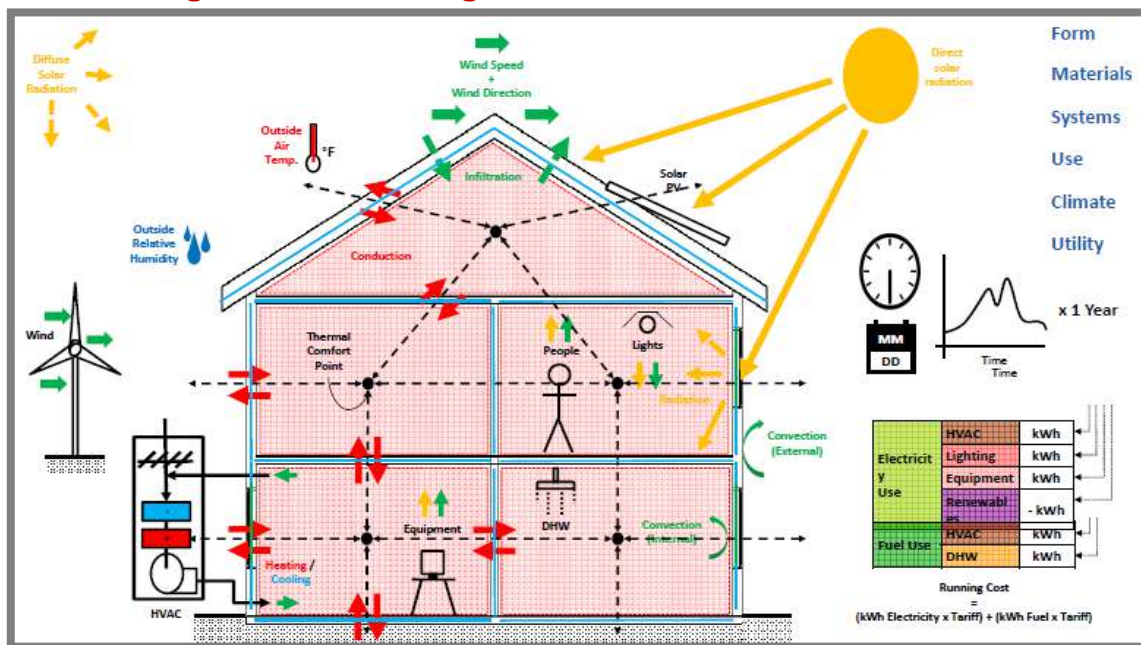 Diffuse
Solar
Radiation
Wind Speed
+
Wind Direction
Direct
solar
radiation
Form
Materials
Systems
Use
Climate
Utility
Outside
Air
Temp.
°F
Infiltration
Solar
PV
Outside
Relative
Humidity
Conduction
Wind
Thermal
Comfort
Point
People
Lights
Radiation
MM
DD
x 1 Year
Time
Time
Convection
(External)
Equipment
DHW
Convection
(Internal)
Heating /
Cooling
HVAC
Electricit
y
Use
HVAC kWh
Lighting kWh
Equipment kWh
Renewabl
es
- kWh
Fuel Use
HVAC kWh
DHW kWh
Running Cost
=
(kWh Electricity x Tariff) + (kWh Fuel x Tariff)